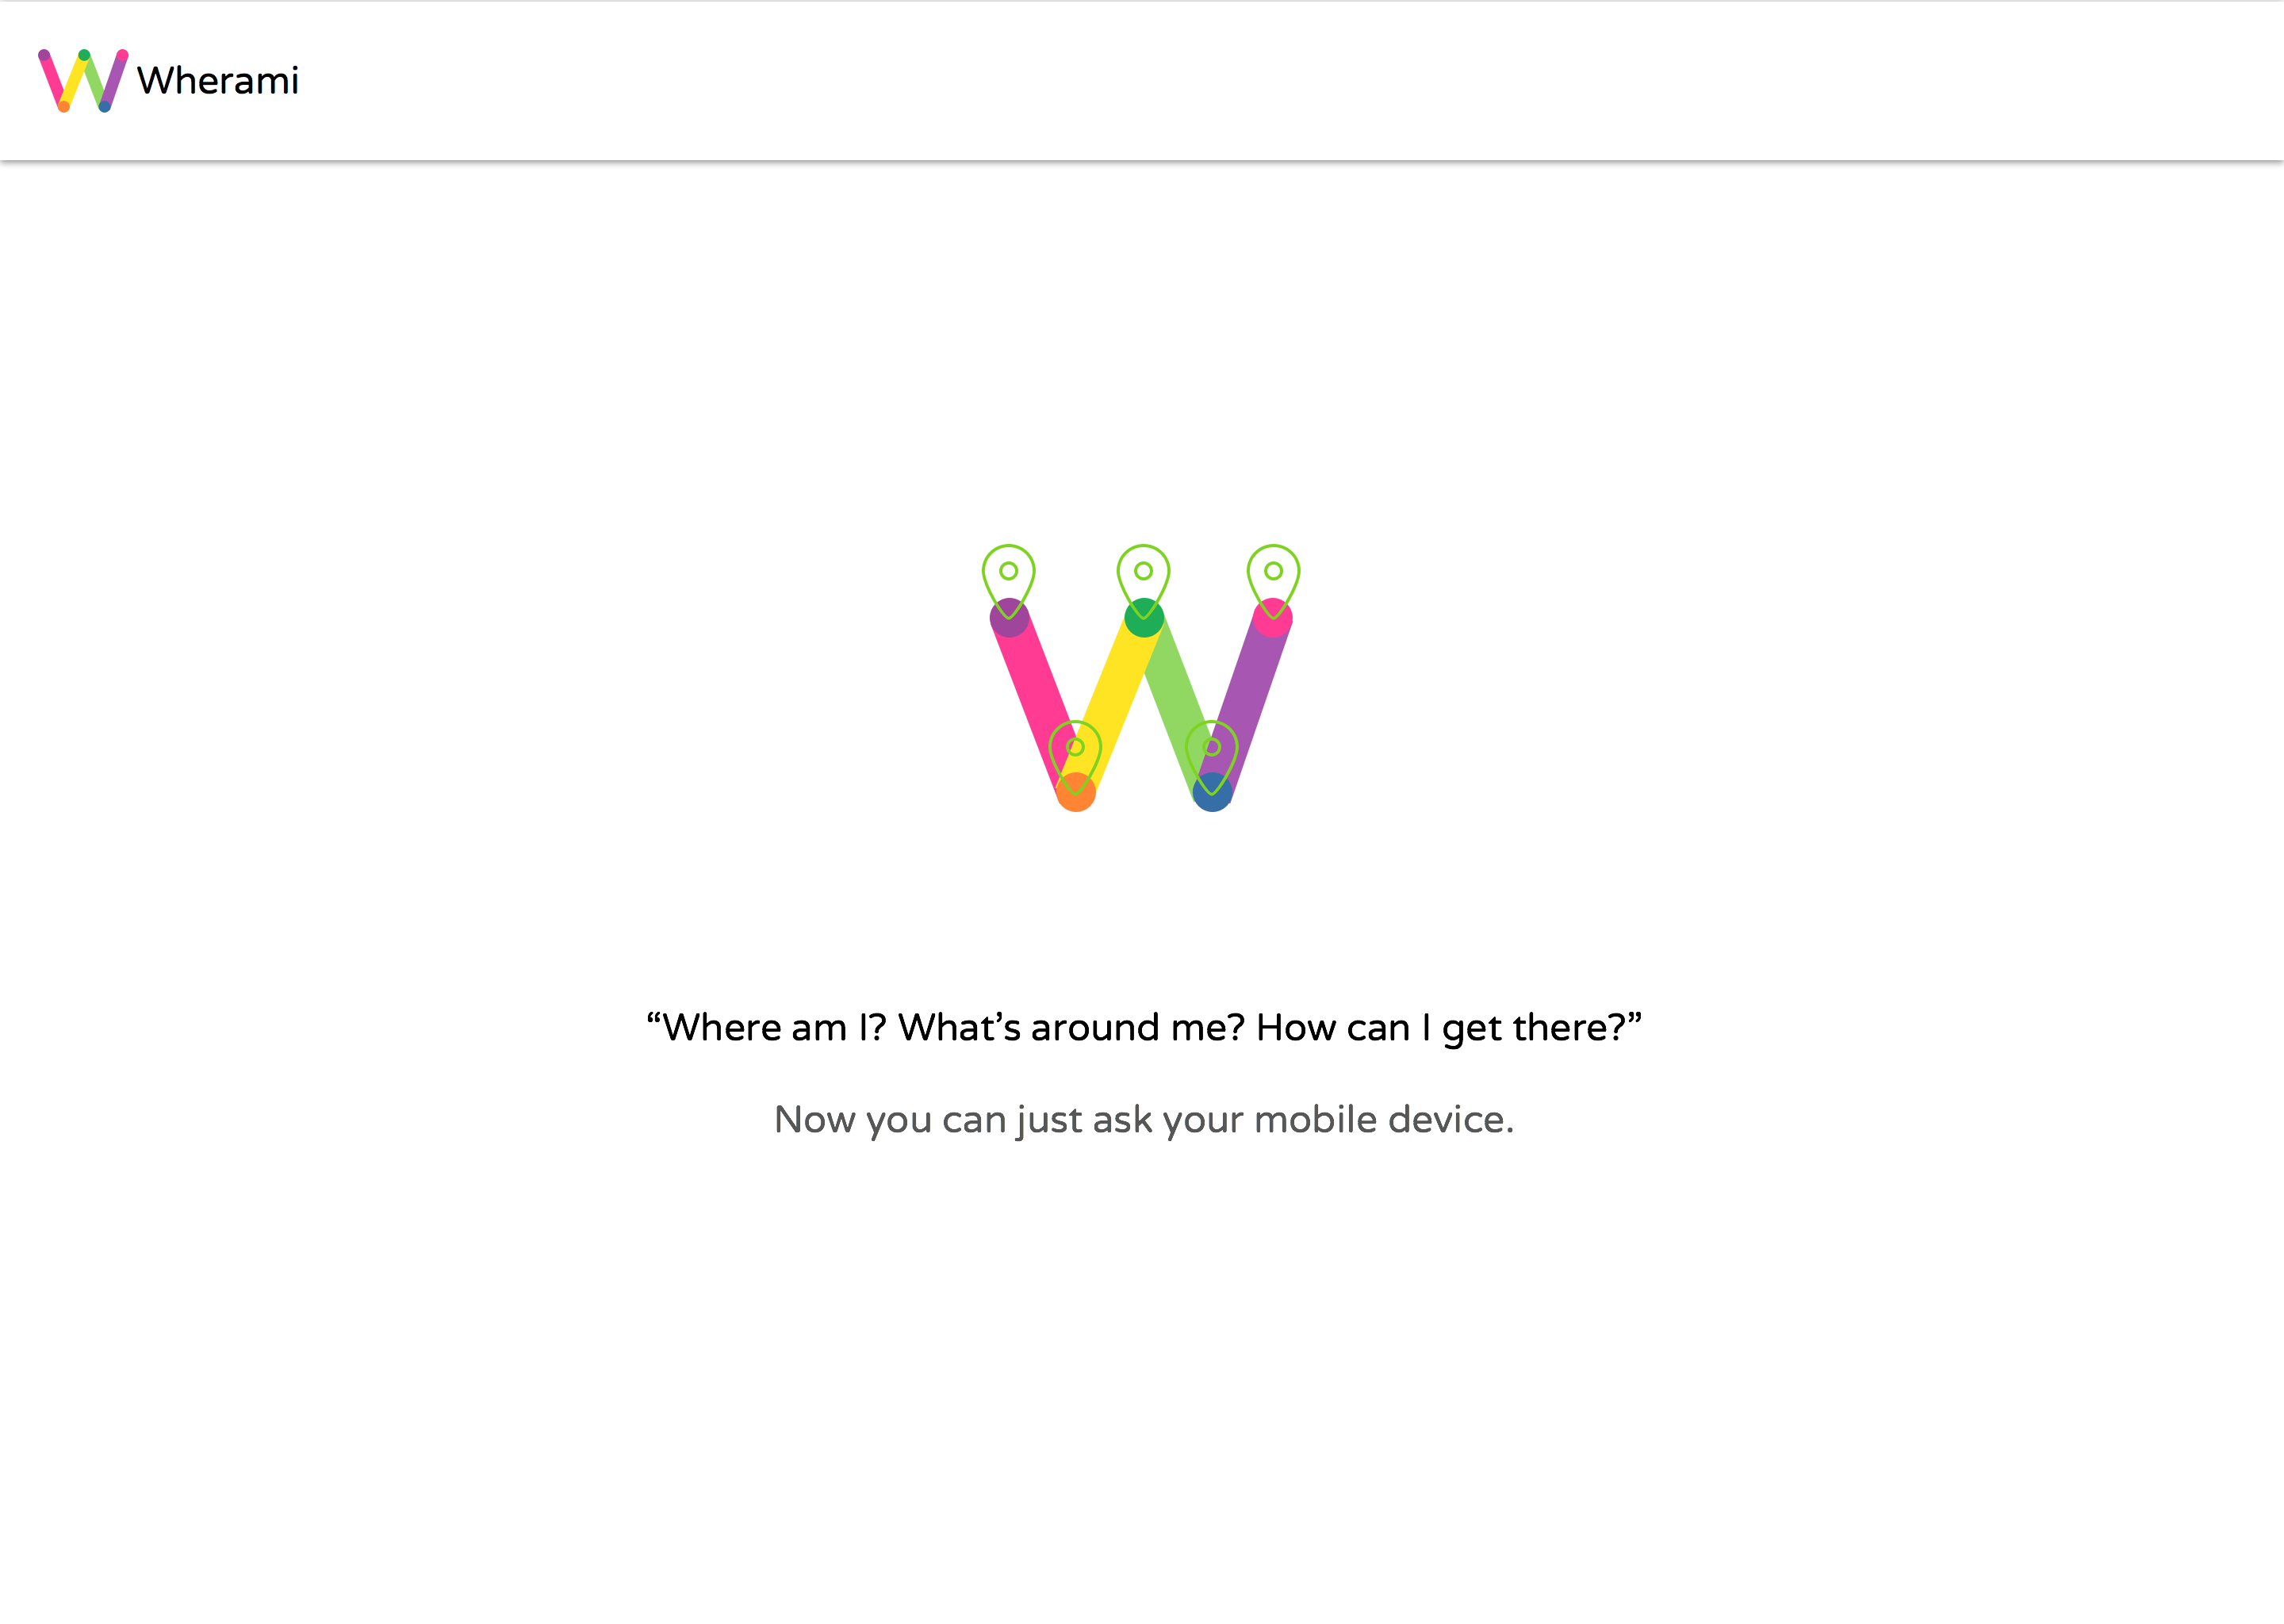 Wherami
“Where am I? What’s around me? How can I get there?”
Now you can just ask your mobile device.